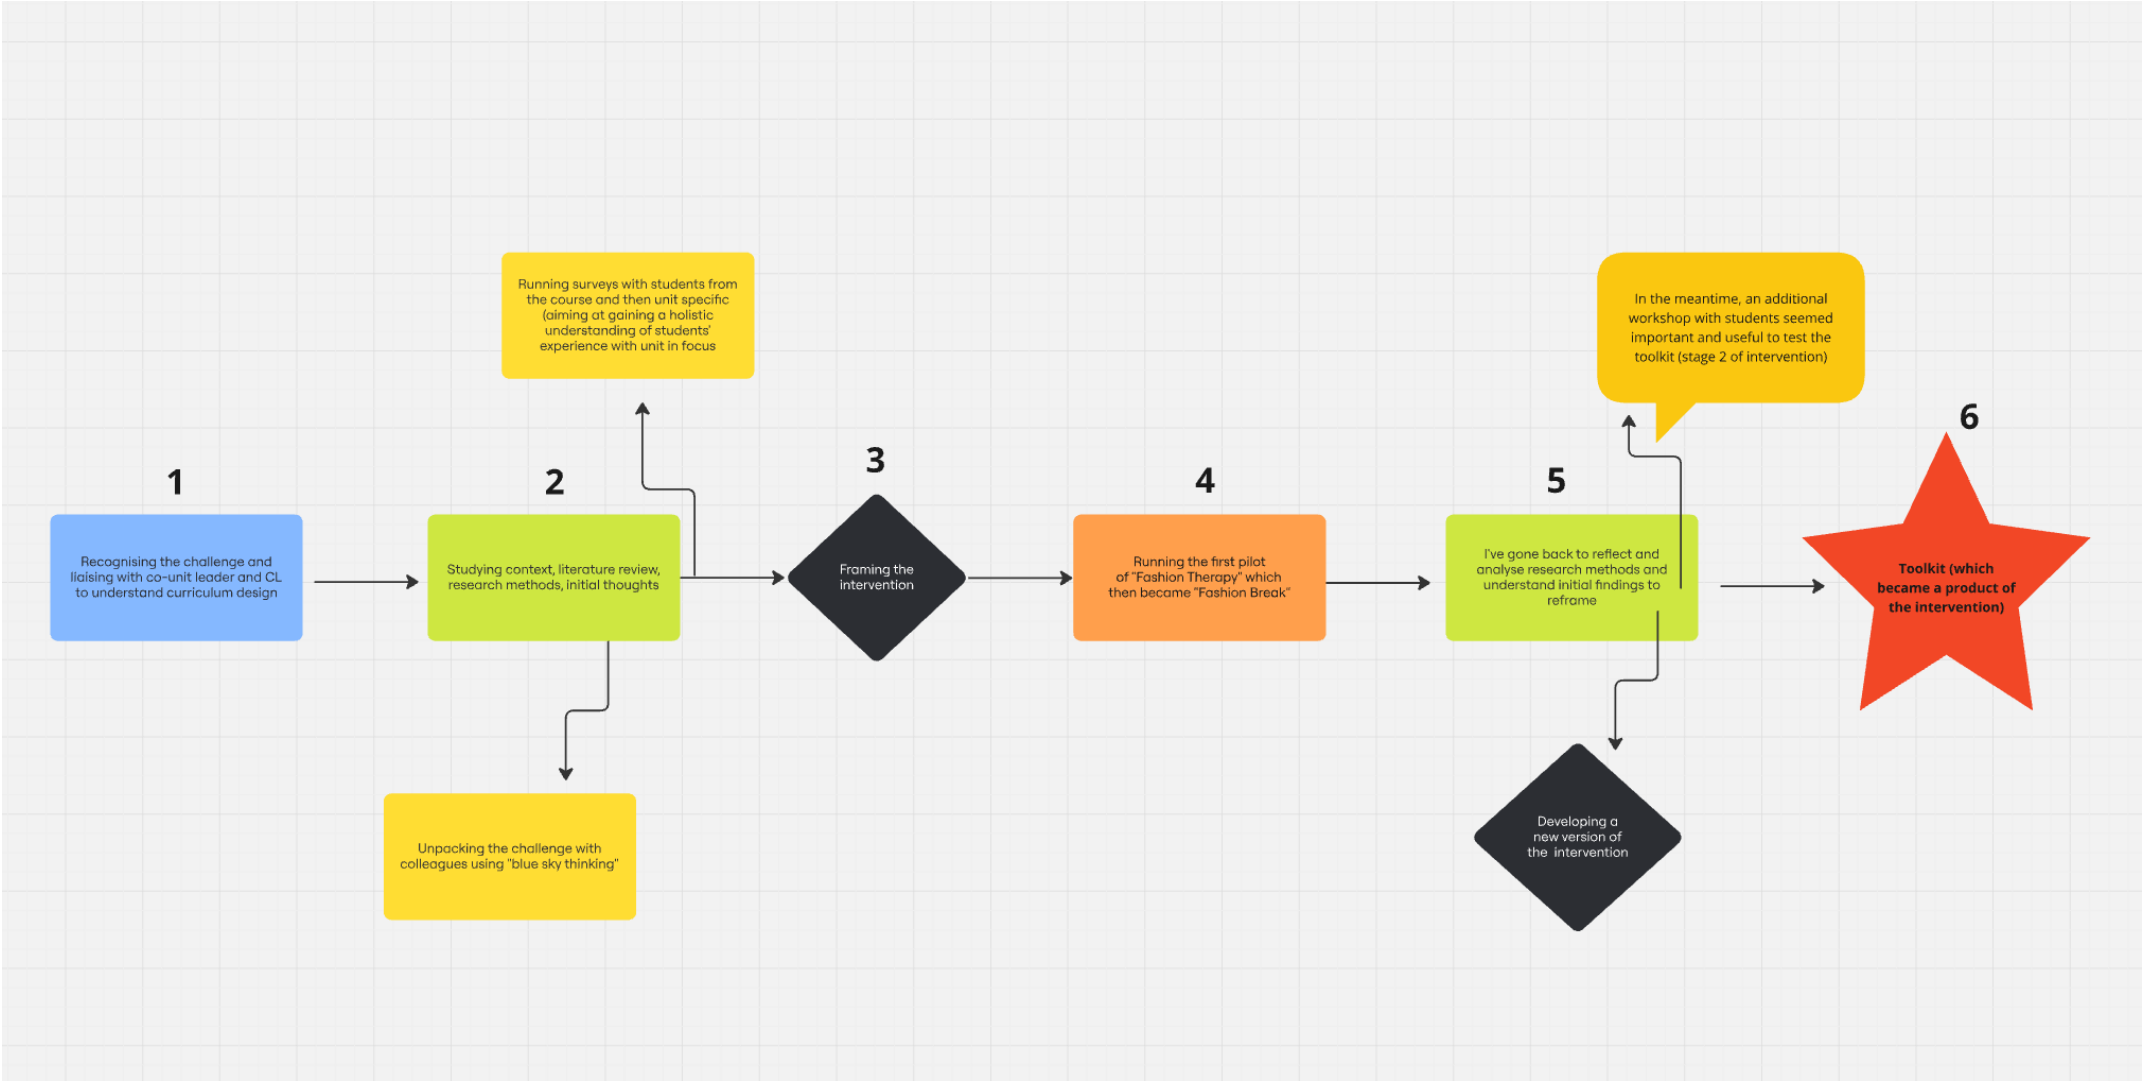 Running surveys with students from
the course and then unit specific
(aiming at gaining a holistic
understanding of students'
experience with unit in focus
In the meantime, an additional
workshop with students seemed
important and useful to test the
toolkit (stage 2 of intervention)
1
Recognising the challenge and
liaising with co-unit leader and CL
to understand curriculum design
2
Studying context, literature review,
research methods, initial thoughts
3
Framing the
intervention
4
Running the first pilot
of "Fashion Therapy" which
then became "Fashion Break"
5
I've gone back to reflect and
analyse research methods and
understand initial findings to
reframe
6
Toolkit (which
became a product of
the intervention)
Unpacking the challenge with
colleagues using "blue sky thinking"
Developing a
new version of
the intervention